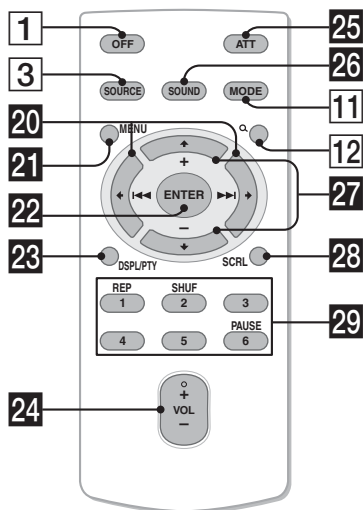 1 OFF ATT 25
3 SOURCE SOUND MODE 26
11
20 MENU 12
21
+
ENTER 27
22
−
23 DSPL/PTY SCRL 28
REP SHUF
1 2 3
PAUSE 29
4 5 6
+
24 VOL
−